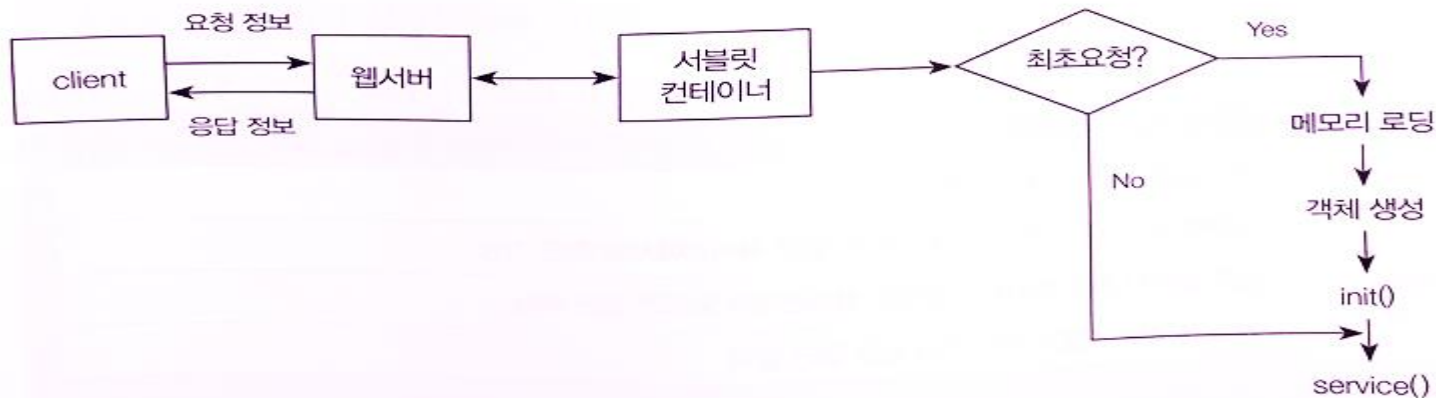 요청 정보
client
웹서버
응답 정보
서블릿
컨테이너
최초요청?
Yes
No
메모리 로딩
객체 생성
init()
service()